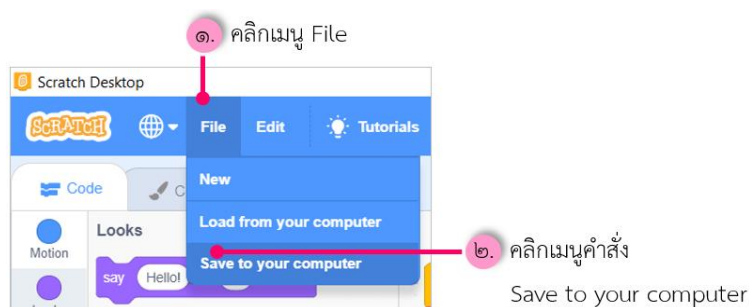 ๑. คลิกเมนู File
Scratch Desktop
SCRATCH File Edit Tutorials
Code
New
Load from your computer
Save to your computer
Motion
Looks
say Hello!
๒. คลิกเมนูคำสั่ง
Save to your computer